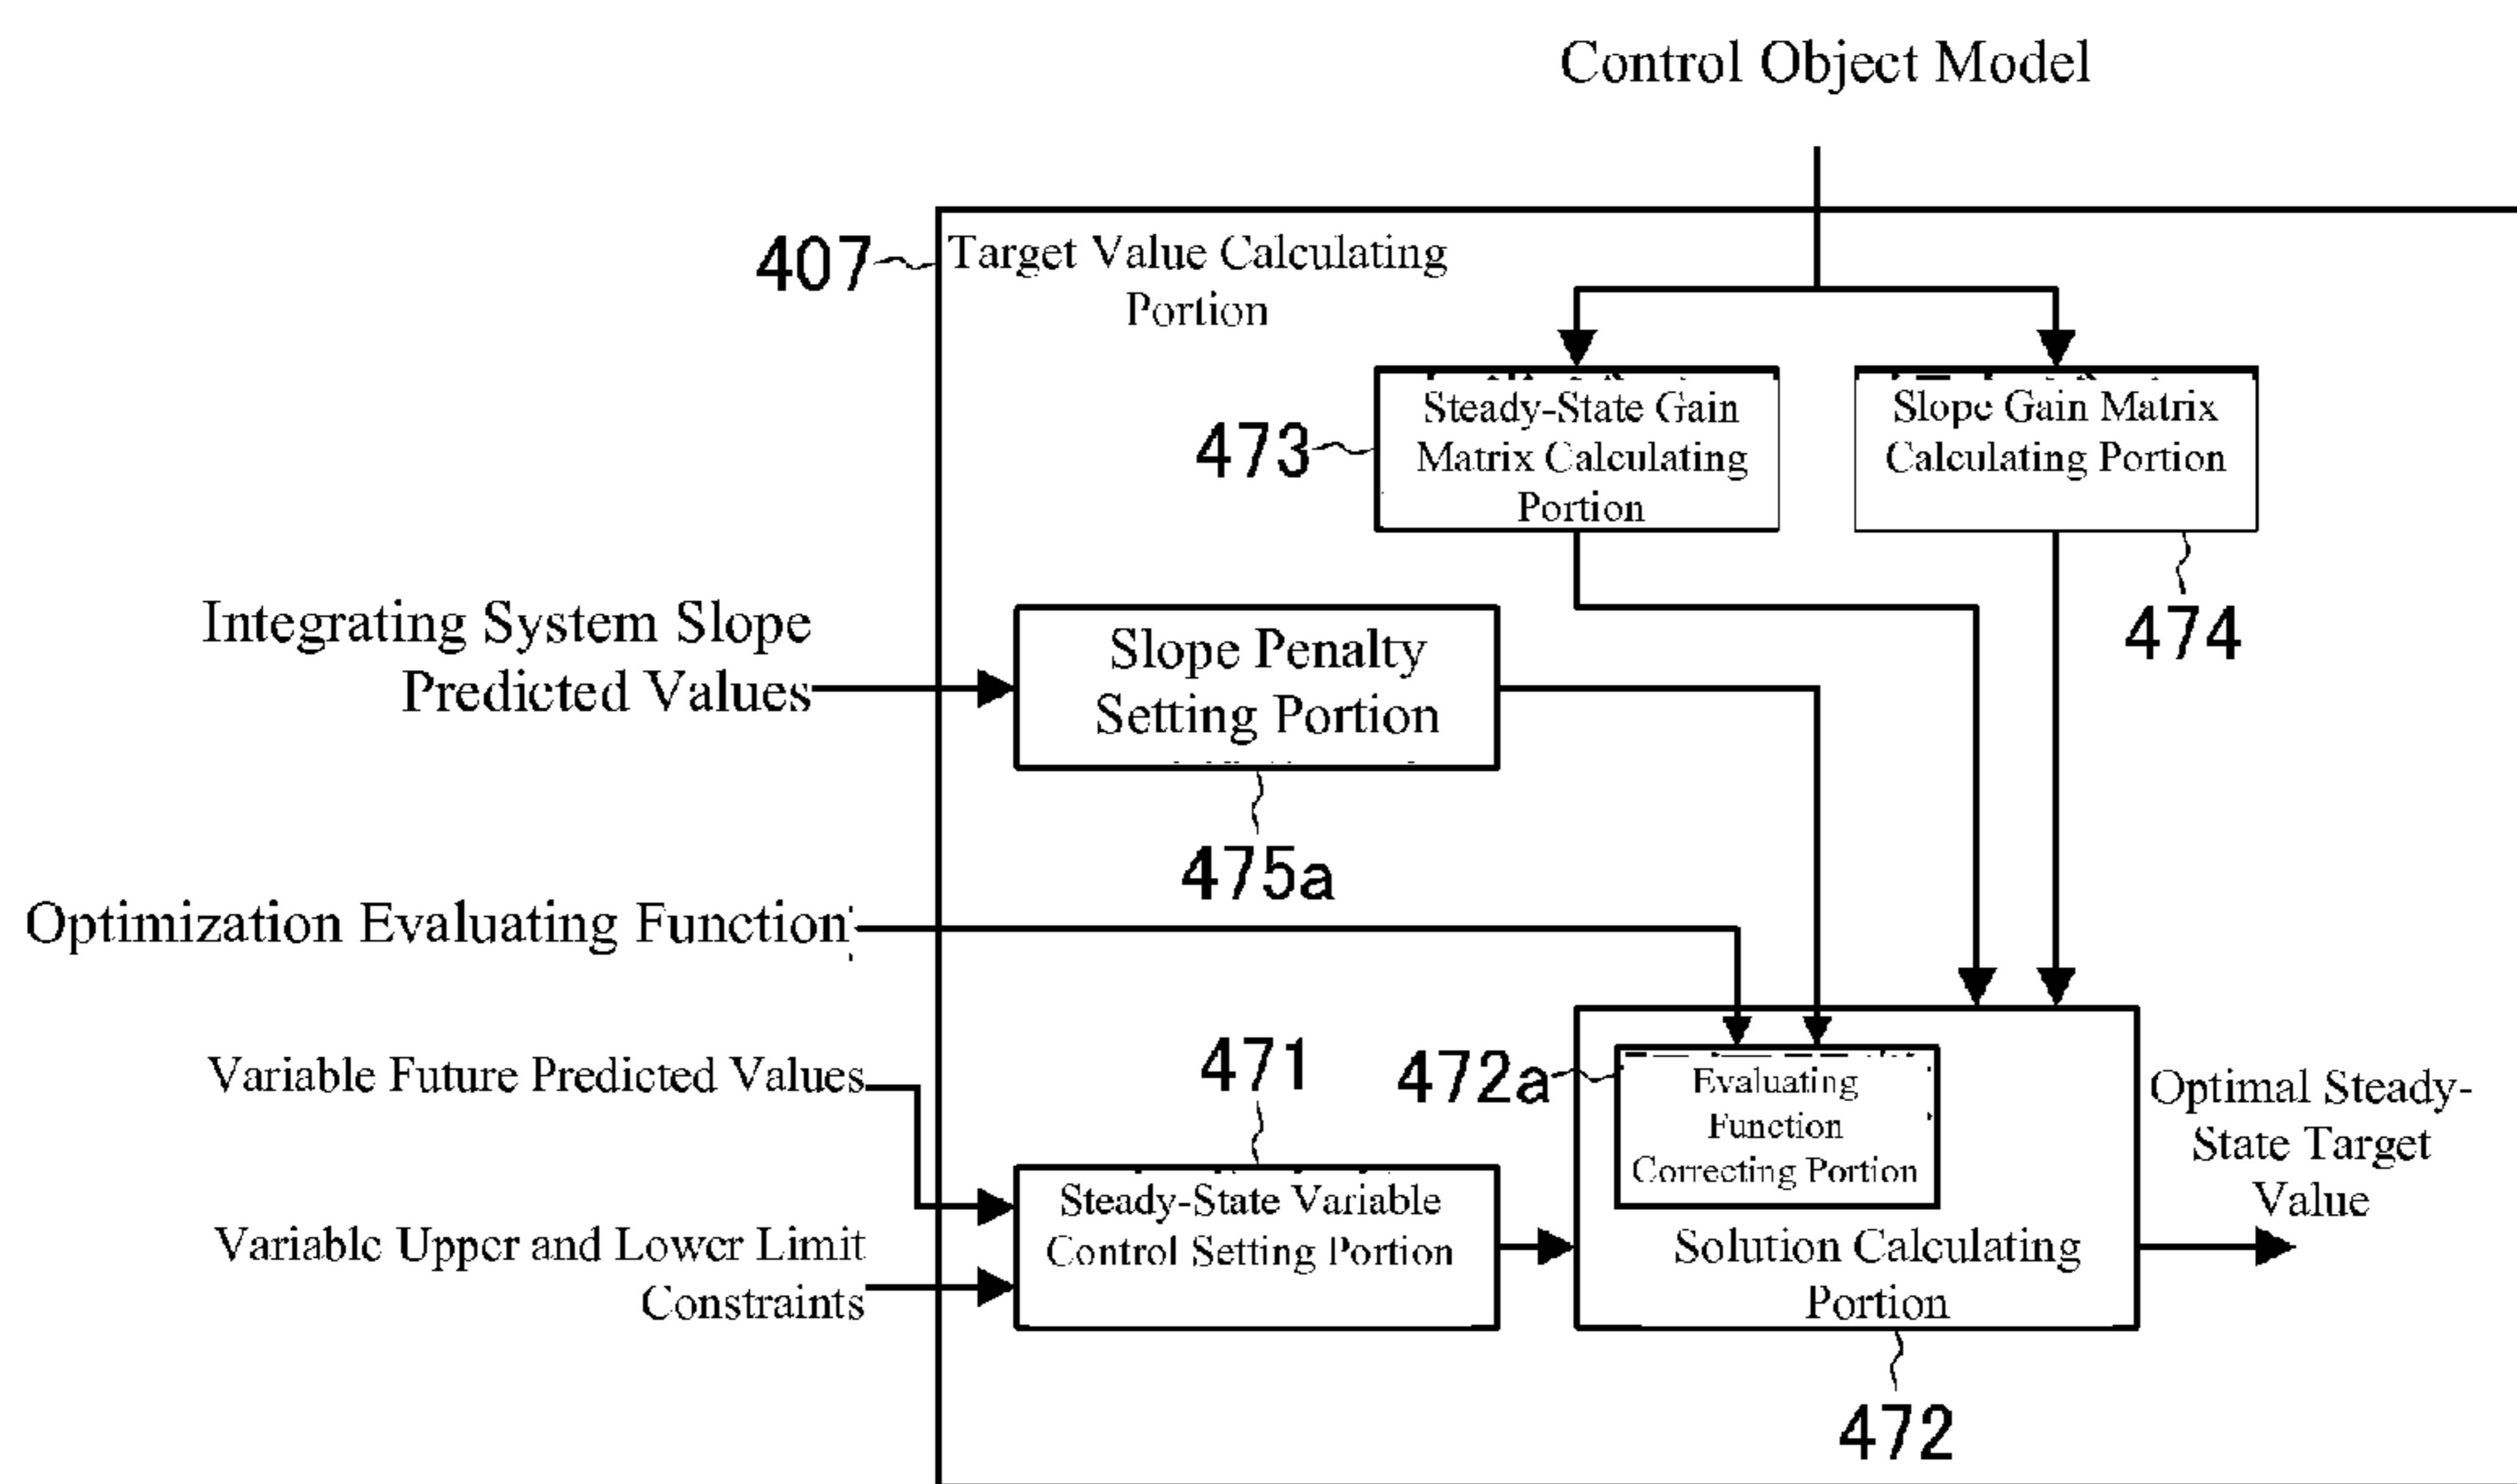 Control Object Model
407
Target Value Calculating
Portion
473
Steady-State Gain
Matrix Calculating
Portion
Slope Gain Matrix
Calculating Portion
474
Integrating System Slope
Predicted Values
Slope Penalty
Setting Portion
475a
Optimization Evaluating Function
Variable Future Predicted Values
471
472a
Evaluating
Function
Correcting Portion
Optimal Steady-
State Target
Value
Variable Upper and Lower Limit
Constraints
Steady-State Variable
Control Setting Portion
Solution Calculating
Portion
472